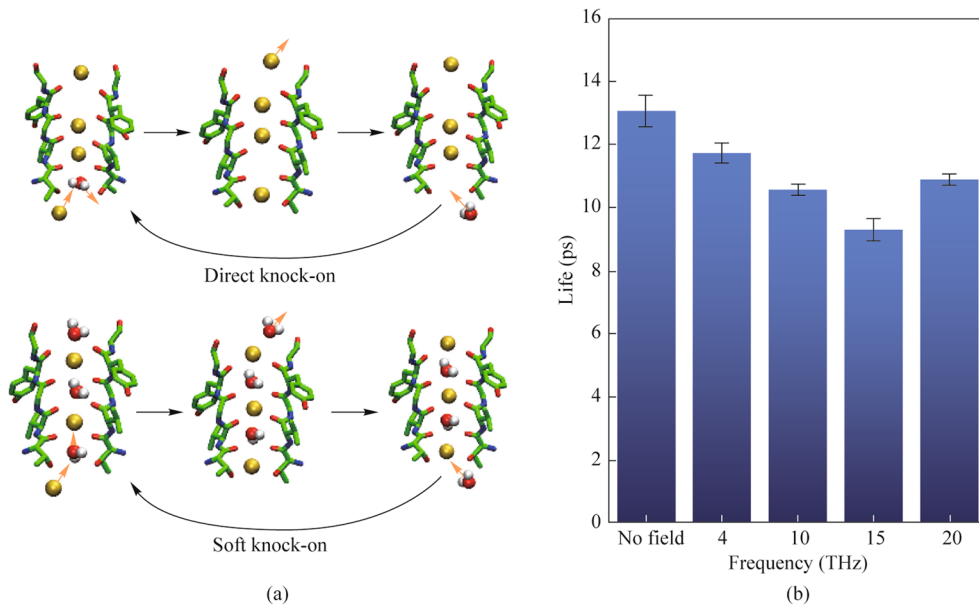 Direct knock-on
Soft knock-on
(a)
16
14
12
10
8
6
4
2
0
Life (ps)
No field 4 10 15 20
Frequency (THz)
(b)